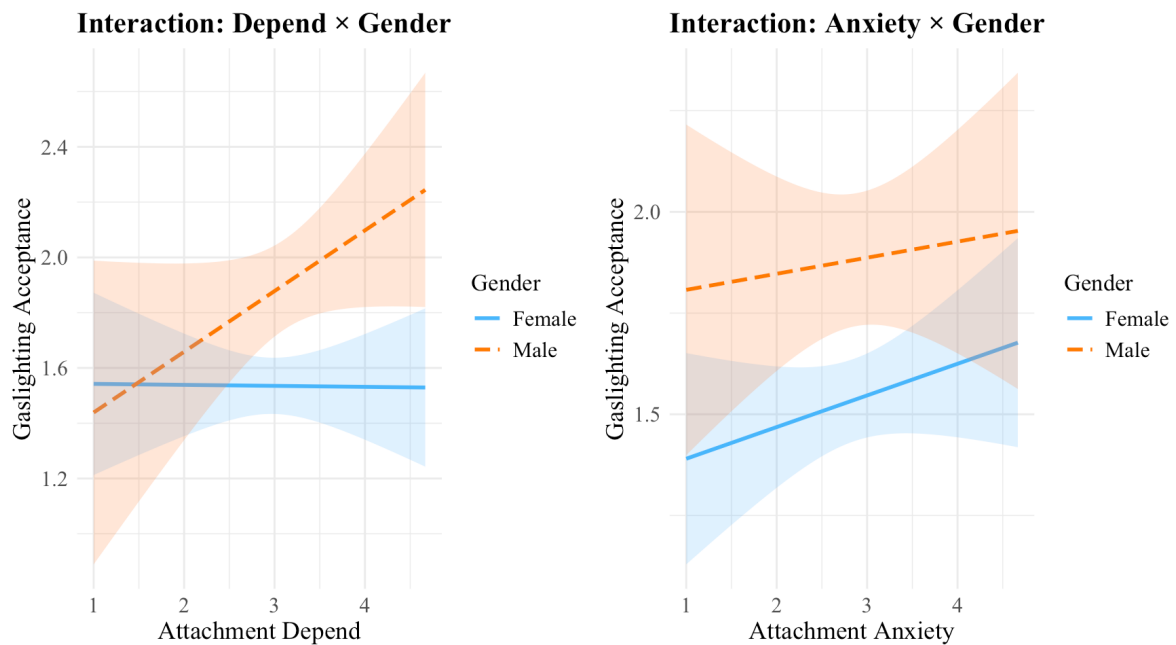 Interaction: Depend × Gender
Gaslighting Acceptance
2.4
2.0
1.6
1.2
1 2 3 4
Attachment Depend
Gender
Female
Male
Interaction: Anxiety × Gender
Gaslighting Acceptance
2.0
1.5
1 2 3 4
Attachment Anxiety
Gender
Female
Male